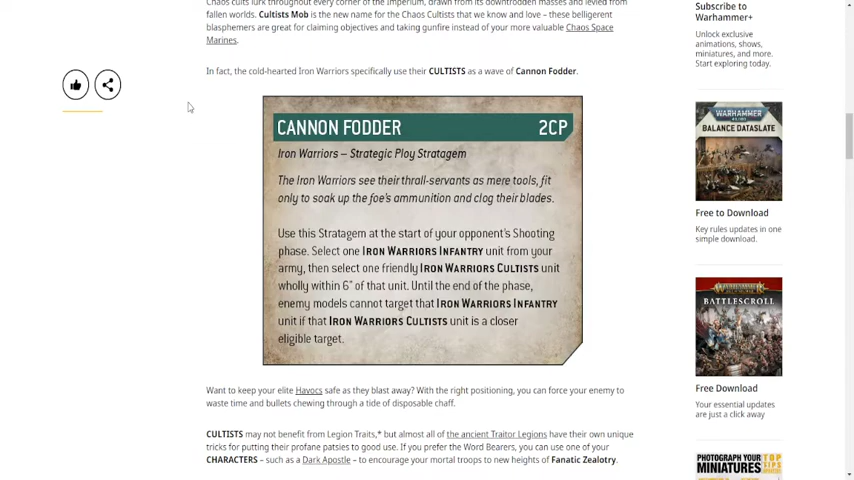 Chaos cults lurk throughout every corner of the Imperium, drawn from its downtrodden masses and levied from
fallen worlds. Cultists Mob is the new name for the Chaos Cultists that we know and love – these belligerent
blasphemers are great for claiming objectives and taking gunfire instead of your more valuable Chaos Space
Marines.
In fact, the cold-hearted Iron Warriors specifically use their CULTISTS as a wave of Cannon Fodder.
CANNON FODDER 2CP
Iron Warriors – Strategic Ploy Stratagem
The Iron Warriors see their thrall-servants as mere tools, fit
only to soak up the foe's ammunition and clog their blades.
Use this Stratagem at the start of your opponent's Shooting
phase. Select one IRON WARRIORS INFANTRY unit from your
army, then select one friendly IRON WARRIORS CULTISTS unit
wholly within 6" of that unit. Until the end of the phase,
enemy models cannot target that IRON WARRIORS INFANTRY
unit if that IRON WARRIORS CULTISTS unit is a closer
eligible target.
Want to keep your elite Havocs safe as they blast away? With the right positioning, you can force your enemy to
waste time and bullets chewing through a tide of disposable chaff.
CULTISTS may not benefit from Legion Traits,* but almost all of the ancient Traitor Legions have their own unique
tricks for putting their profane patsies to good use. If you prefer the Word Bearers, you can use one of your
CHARACTERS – such as a Dark Apostle – to encourage your mortal troops to new heights of Fanatic Zealotry.
Subscribe to
Warhammer+
Unlock exclusive
animations, shows,
miniatures, and more.
Start exploring today.
WARHAMMER
40,000
BALANCE DATASLATE
Free to Download
Key rules updates in one
simple download.
BATTLESCROLL
Free Download
Your essential updates
are just a click away
PHOTOGRAPH YOUR
MINIATURES
TOP
TIPS